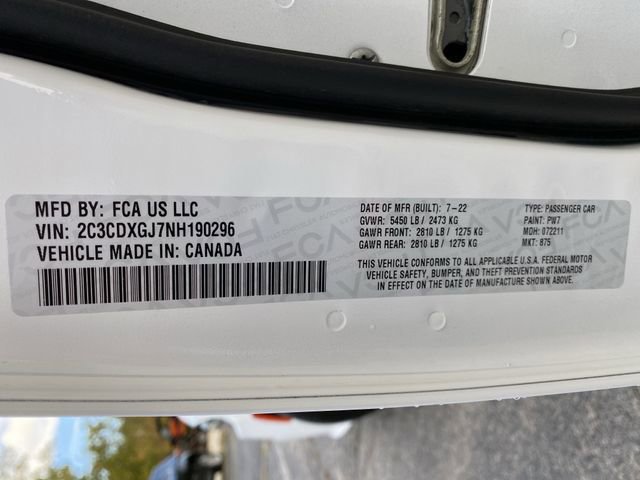 MFD BY: FCA US LLC
VIN: 2C3CDXGJ7NH190296
VEHICLE MADE IN: CANADA
DATE OF MFR (BUILT): 7-22
GVWR: 5450 LB / 2473 KG
GAWR FRONT: 2810 LB / 1275 KG
GAWR REAR: 2810 LB / 1275 KG
TYPE: PASSENGER CAR
PAINT: PW7
MDH: 072211
MKT: 875
THIS VEHICLE CONFORMS TO ALL APPLICABLE U.S.A. FEDERAL MOTOR
VEHICLE SAFETY, BUMPER, AND THEFT PREVENTION STANDARDS
IN EFFECT ON THE DATE OF MANUFACTURE SHOWN ABOVE.